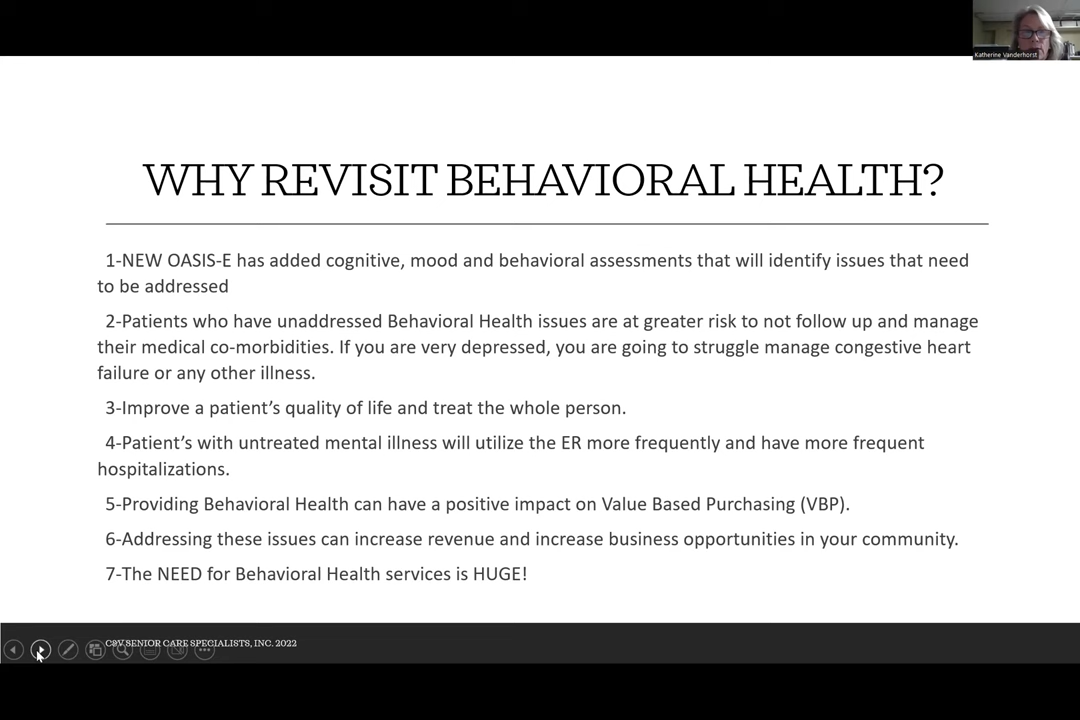 Katherine Vanderhorst
WHY REVISIT BEHAVIORAL HEALTH?
1-NEW OASIS-E has added cognitive, mood and behavioral assessments that will identify issues that need
to be addressed
2-Patients who have unaddressed Behavioral Health issues are at greater risk to not follow up and manage
their medical co-morbidities. If you are very depressed, you are going to struggle manage congestive heart
failure or any other illness.
3-Improve a patient’s quality of life and treat the whole person.
4-Patient’s with untreated mental illness will utilize the ER more frequently and have more frequent
hospitalizations.
5-Providing Behavioral Health can have a positive impact on Value Based Purchasing (VBP).
6-Addressing these issues can increase revenue and increase business opportunities in your community.
7-The NEED for Behavioral Health services is HUGE!
C&V SENIOR CARE SPECIALISTS, INC. 2022